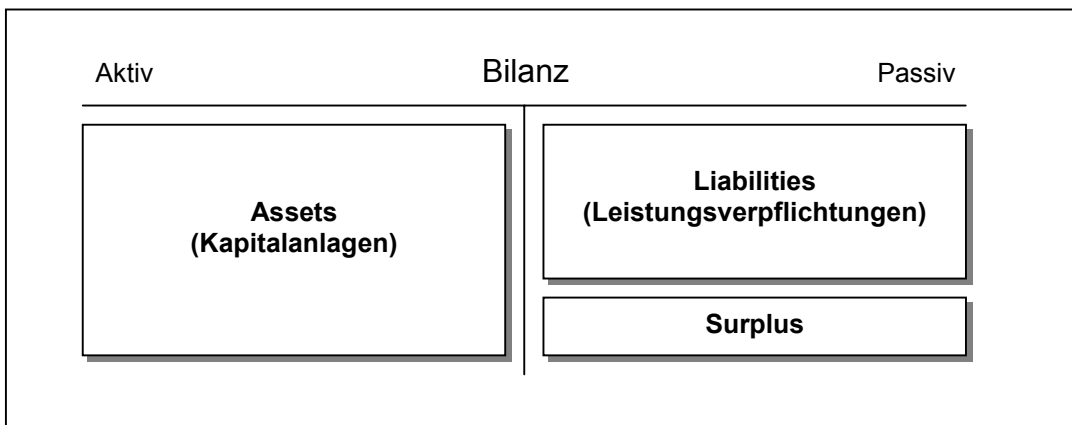 Aktiv Bilanz Passiv
Assets
(Kapitalanlagen)
Liabilities
(Leistungsverpflichtungen)
Surplus